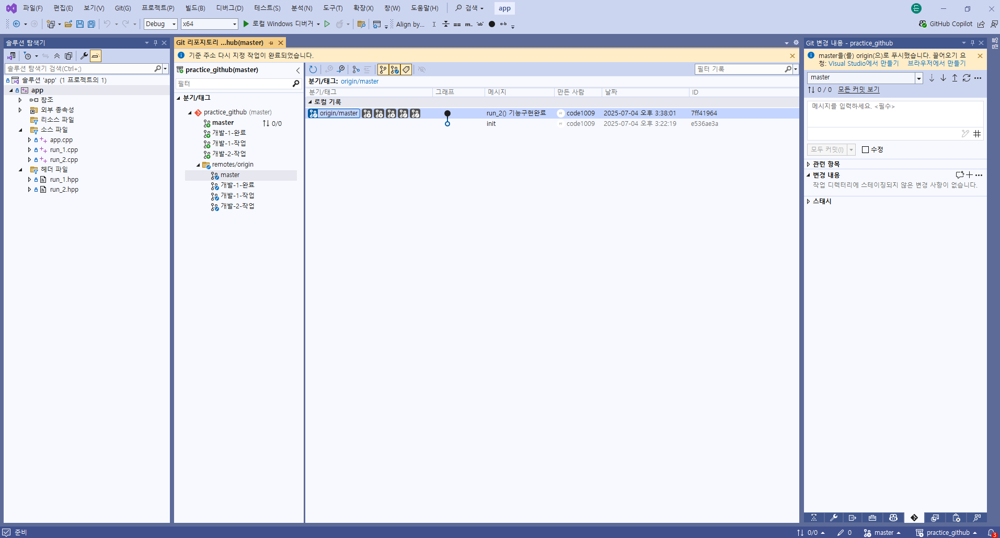 파일(F) 편집(E) 보기(V) Git(G) 프로젝트(P) 빌드(B) 디버그(D) 테스트(S) 분석(N) 도구(T) 확장(X) 창(W) 도움말(H) 검색 app
Debug x64 로컬 Windows 디버거 Align by... GitHub Copilot
솔루션 탐색기
솔루션 탐색기 검색(Ctrl+;)
솔루션 'app' (1 프로젝트의 1)
app
참조
외부 종속성
리소스 파일
소스 파일
app.cpp
run_1.cpp
run_2.cpp
헤더 파일
run_1.hpp
run_2.hpp
Git 리포지토리 ...hub(master)
기준 주소 다시 지정 작업이 완료되었습니다.
practice_github(master)
필터
분기/태그
practice_github (master)
master 0/0
개발-1-완료
개발-1-작업
개발-2-작업
remotes/origin
master
개발-1-완료
개발-1-작업
개발-2-작업
필터 기록
분기/태그: origin/master
분기/태그 그래프 메시지 만든 사람 날짜 ID
로컬 기록
origin/master run_2() 기능구현완료 code1009 2025-07-04 오후 3:38:01 7ff41964
init code1009 2025-07-04 오후 3:22:19 e536ae3a
Git 변경 내용 - practice_github
master을(를) origin(으)로 푸시했습니다. 끌어오기 요
청: Visual Studio에서 만들기 브라우저에서 만들기
master
0 / 0 모든 커밋 보기
메시지를 입력하세요. <필수>
모두 커밋(I) 수정
관련 항목
변경 내용
작업 디렉터리에 스테이징되지 않은 변경 사항이 없습니다.
스태시
알림
준비 0/0 0 master practice_github 3